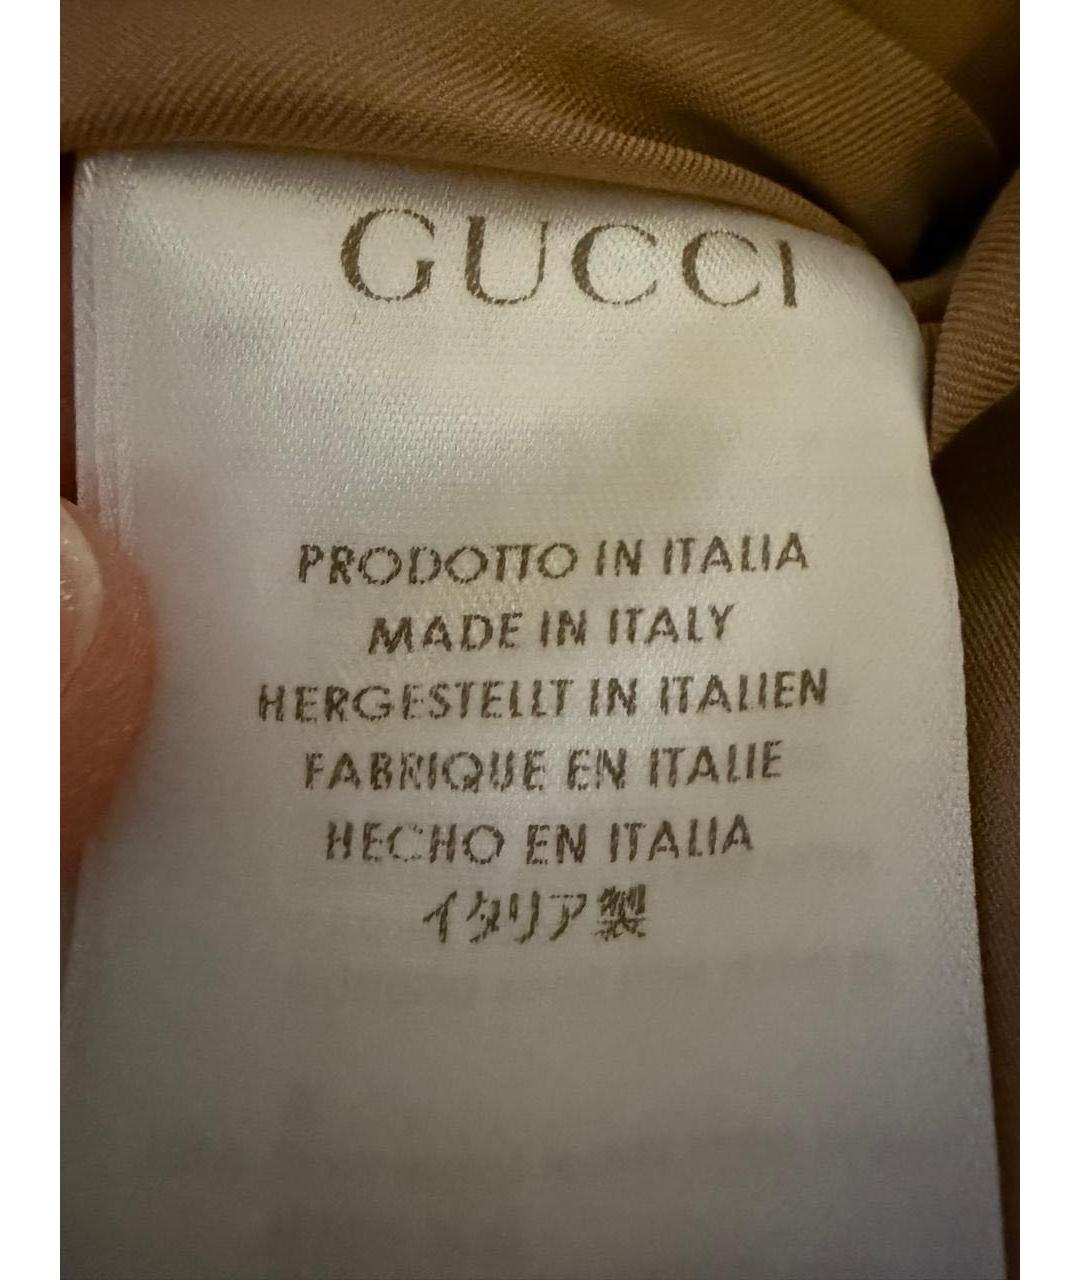 GUCCI
PRODOTTO IN ITALIA
MADE IN ITALY
HERGESTELLT IN ITALIEN
FABRIQUE EN ITALIE
HECHO EN ITALIA
イタリア製